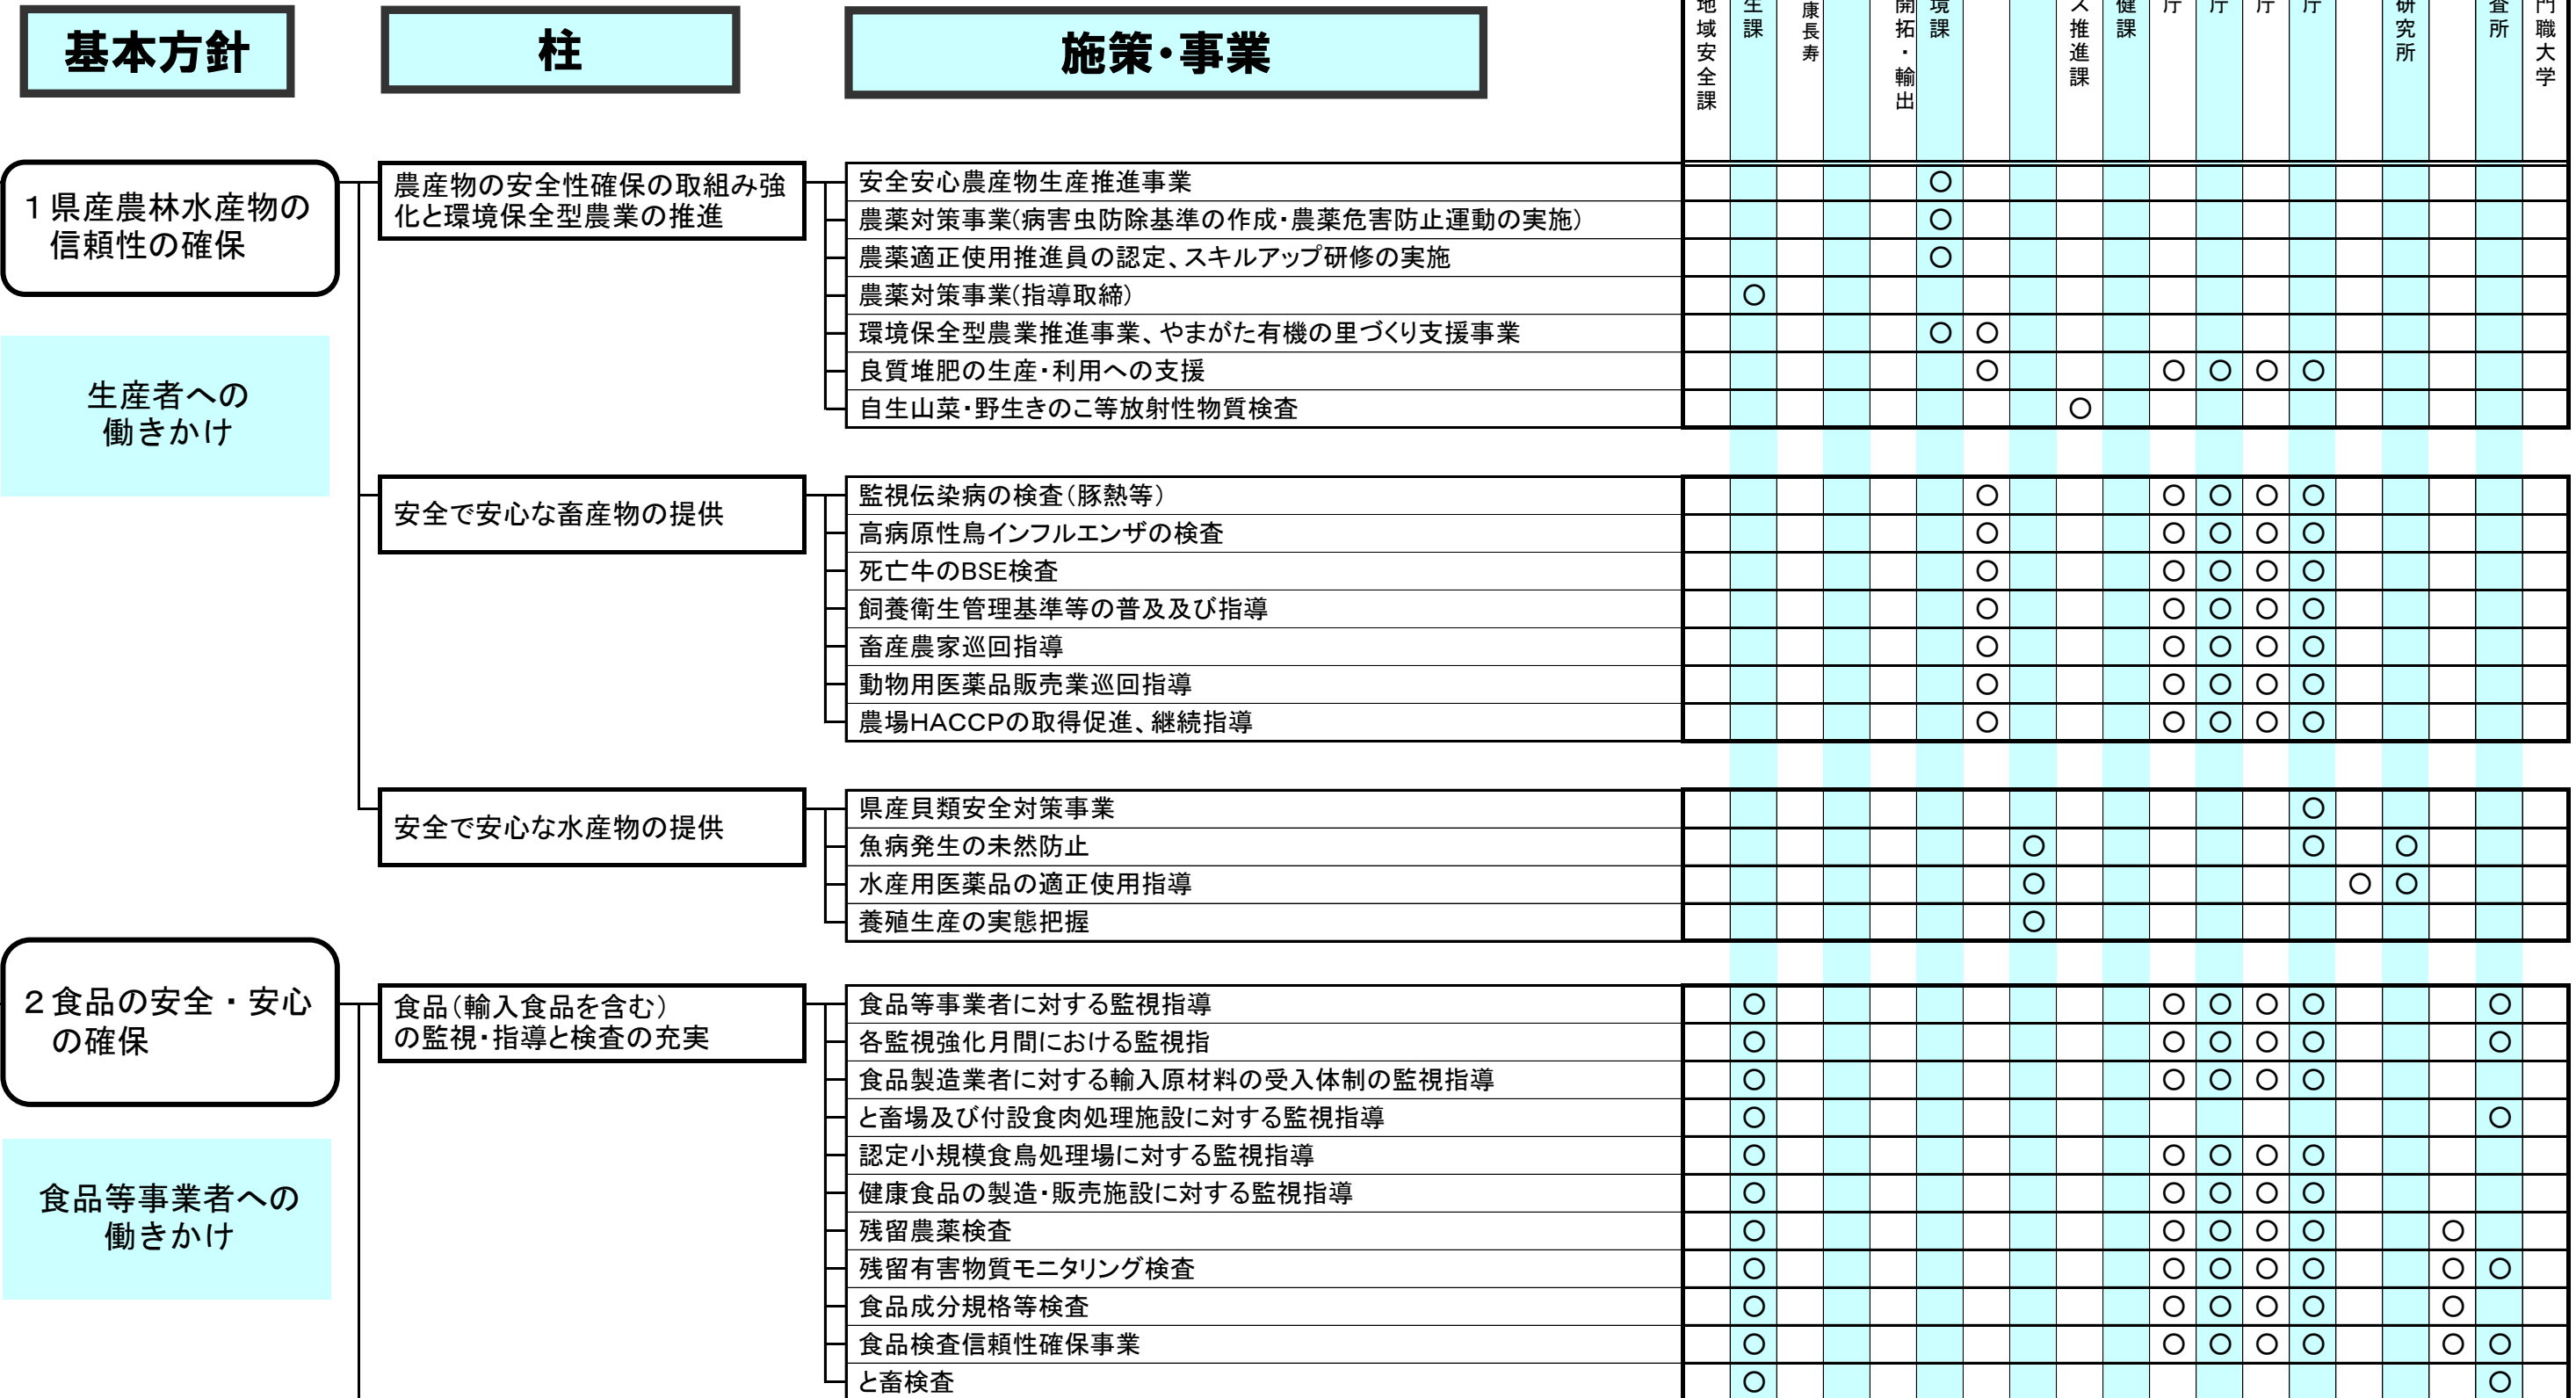 基本方針
柱
施策・事業
地域安全課
生課
康長寿
開拓・輸出
境課
ス推進課
健課
庁
庁
庁
庁
研究所
査所
門職大学
1 県産農林水産物の
信頼性の確保
生産者への
働きかけ
農産物の安全性確保の取組み強
化と環境保全型農業の推進
安全安心農産物生産推進事業 ○
農薬対策事業(病害虫防除基準の作成・農薬危害防止運動の実施) ○
農薬適正使用推進員の認定、スキルアップ研修の実施 ○
農薬対策事業(指導取締) ○
環境保全型農業推進事業、やまがた有機の里づくり支援事業 ○ ○
良質堆肥の生産・利用への支援 ○ ○ ○ ○ ○
自生山菜・野生きのこ等放射性物質検査 ○
安全で安心な畜産物の提供
監視伝染病の検査(豚熱等) ○ ○ ○ ○ ○
高病原性鳥インフルエンザの検査 ○ ○ ○ ○ ○
死亡牛のBSE検査 ○ ○ ○ ○ ○
飼養衛生管理基準等の普及及び指導 ○ ○ ○ ○ ○
畜産農家巡回指導 ○ ○ ○ ○ ○
動物用医薬品販売業巡回指導 ○ ○ ○ ○ ○
農場HACCPの取得促進、継続指導 ○ ○ ○ ○ ○
安全で安心な水産物の提供
県産貝類安全対策事業 ○
魚病発生の未然防止 ○ ○ ○
水産用医薬品の適正使用指導 ○ ○ ○
養殖生産の実態把握 ○
2 食品の安全・安心
の確保
食品等事業者への
働きかけ
食品(輸入食品を含む)
の監視・指導と検査の充実
食品等事業者に対する監視指導 ○ ○ ○ ○ ○ ○
各監視強化月間における監視指 ○ ○ ○ ○ ○ ○
食品製造業者に対する輸入原材料の受入体制の監視指導 ○ ○ ○ ○ ○
と畜場及び付設食肉処理施設に対する監視指導 ○ ○
認定小規模食鳥処理場に対する監視指導 ○ ○ ○ ○ ○
健康食品の製造・販売施設に対する監視指導 ○ ○ ○ ○ ○
残留農薬検査 ○ ○ ○ ○ ○ ○
残留有害物質モニタリング検査 ○ ○ ○ ○ ○ ○ ○
食品成分規格等検査 ○ ○ ○ ○ ○ ○
食品検査信頼性確保事業 ○ ○ ○ ○ ○ ○ ○
と畜検査 ○ ○